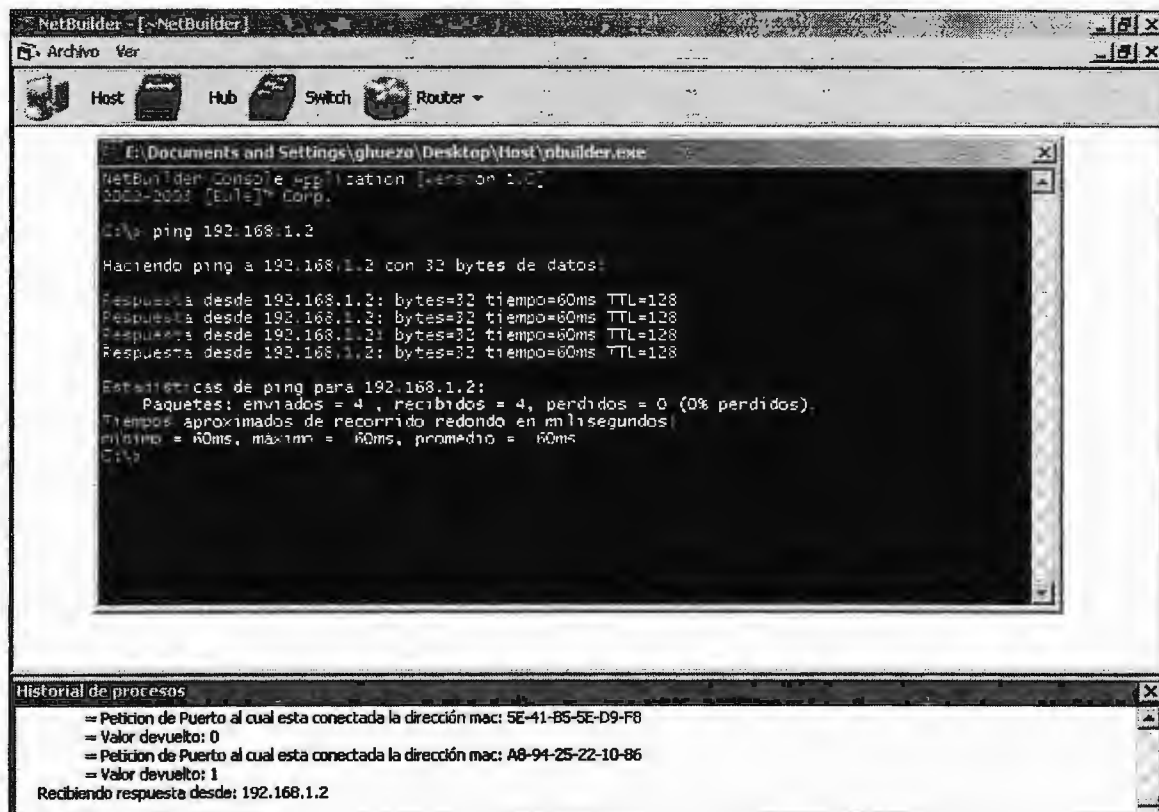 NetBuilder - [~NetBuilder]
Archivo Ver
Host Hub Switch Router
E:\Documents and Settings\ghuezo\Desktop\Host\nbuilder.exe
NetBuilder Console Application [Version 1.0]
2002-2003 [Eule]™ Corp.
C:\> ping 192.168.1.2
Haciendo ping a 192.168.1.2 con 32 bytes de datos:
Respuesta desde 192.168.1.2: bytes=32 tiempo=60ms TTL=128
Respuesta desde 192.168.1.2: bytes=32 tiempo=60ms TTL=128
Respuesta desde 192.168.1.2: bytes=32 tiempo=60ms TTL=128
Respuesta desde 192.168.1.2: bytes=32 tiempo=60ms TTL=128
Estadisticas de ping para 192.168.1.2:
Paquetes: enviados = 4 , recibidos = 4, perdidos = 0 (0% perdidos).
Tiempos aproximados de recorrido redondo en milisegundos:
minimo = 60ms, máximo = 60ms, promedio = 60ms
C:\>
Historial de procesos
= Peticion de Puerto al cual esta conectada la dirección mac: 5E-41-B5-5E-D9-F8
= Valor devuelto: 0
= Peticion de Puerto al cual esta conectada la dirección mac: A8-94-25-22-10-86
= Valor devuelto: 1
Recibiendo respuesta desde: 192.168.1.2